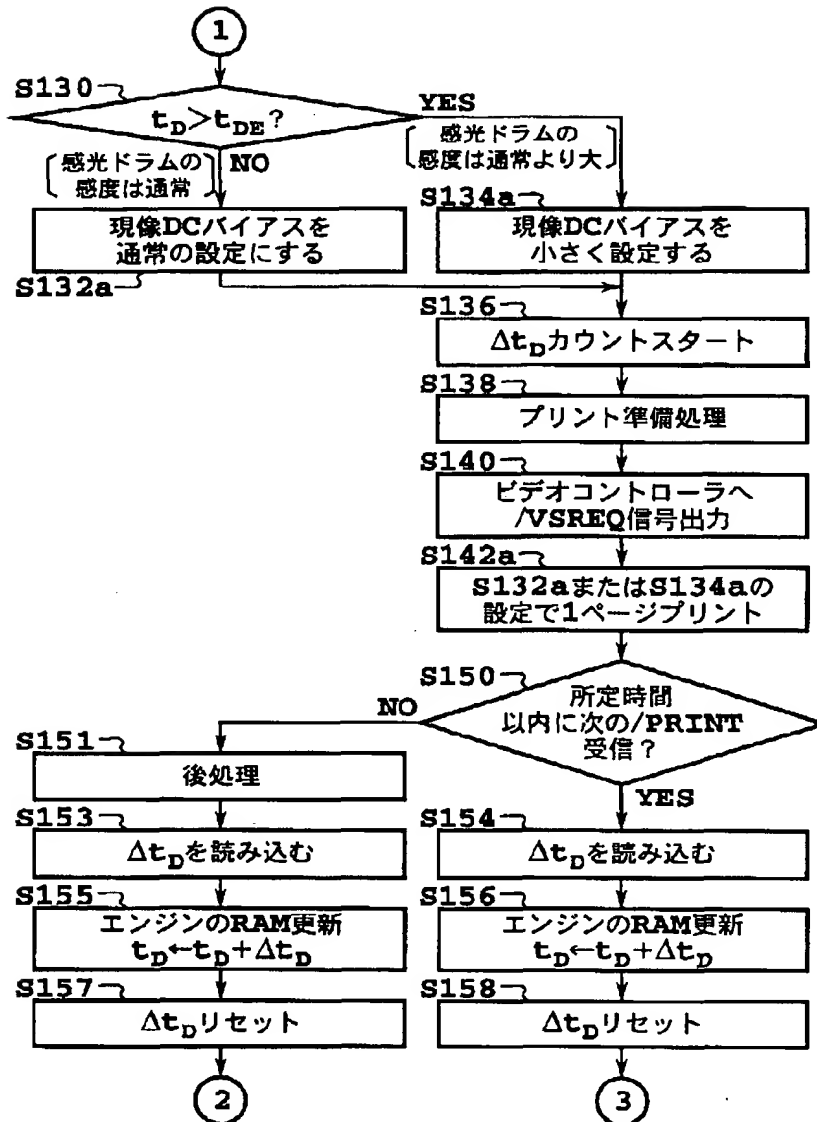 1
S130
tD>tDE?
YES
感光ドラムの
感度は通常より大
感光ドラムの
感度は通常
NO
S134a
現像DCバイアスを
通常の設定にする
現像DCバイアスを
小さく設定する
S132a
S136
ΔtDカウントスタート
S138
プリント準備処理
S140
ビデオコントローラへ
/VSREQ信号出力
S142a
S132aまたはS134aの
設定で1ページプリント
S150
所定時間
以内に次の/PRINT
受信?
NO
YES
S151
後処理
S153
ΔtDを読み込む
S154
ΔtDを読み込む
S155
エンジンのRAM更新
tD←tD+ΔtD
S156
エンジンのRAM更新
tD←tD+ΔtD
S157
ΔtDリセット
S158
ΔtDリセット
2
3